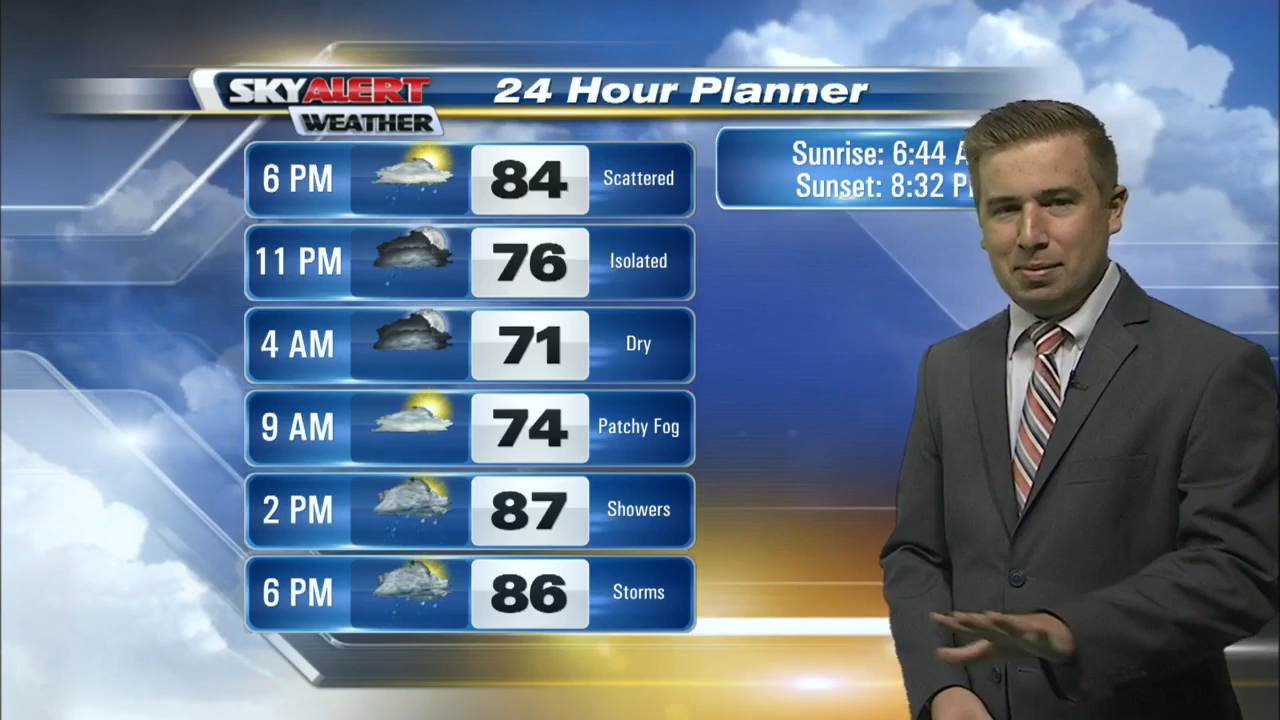 SKYALERT
WEATHER
24 Hour Planner
6 PM 84 Scattered
11 PM 76 Isolated
4 AM 71 Dry
9 AM 74 Patchy Fog
2 PM 87 Showers
6 PM 86 Storms
Sunrise: 6:44
Sunset: 8:32